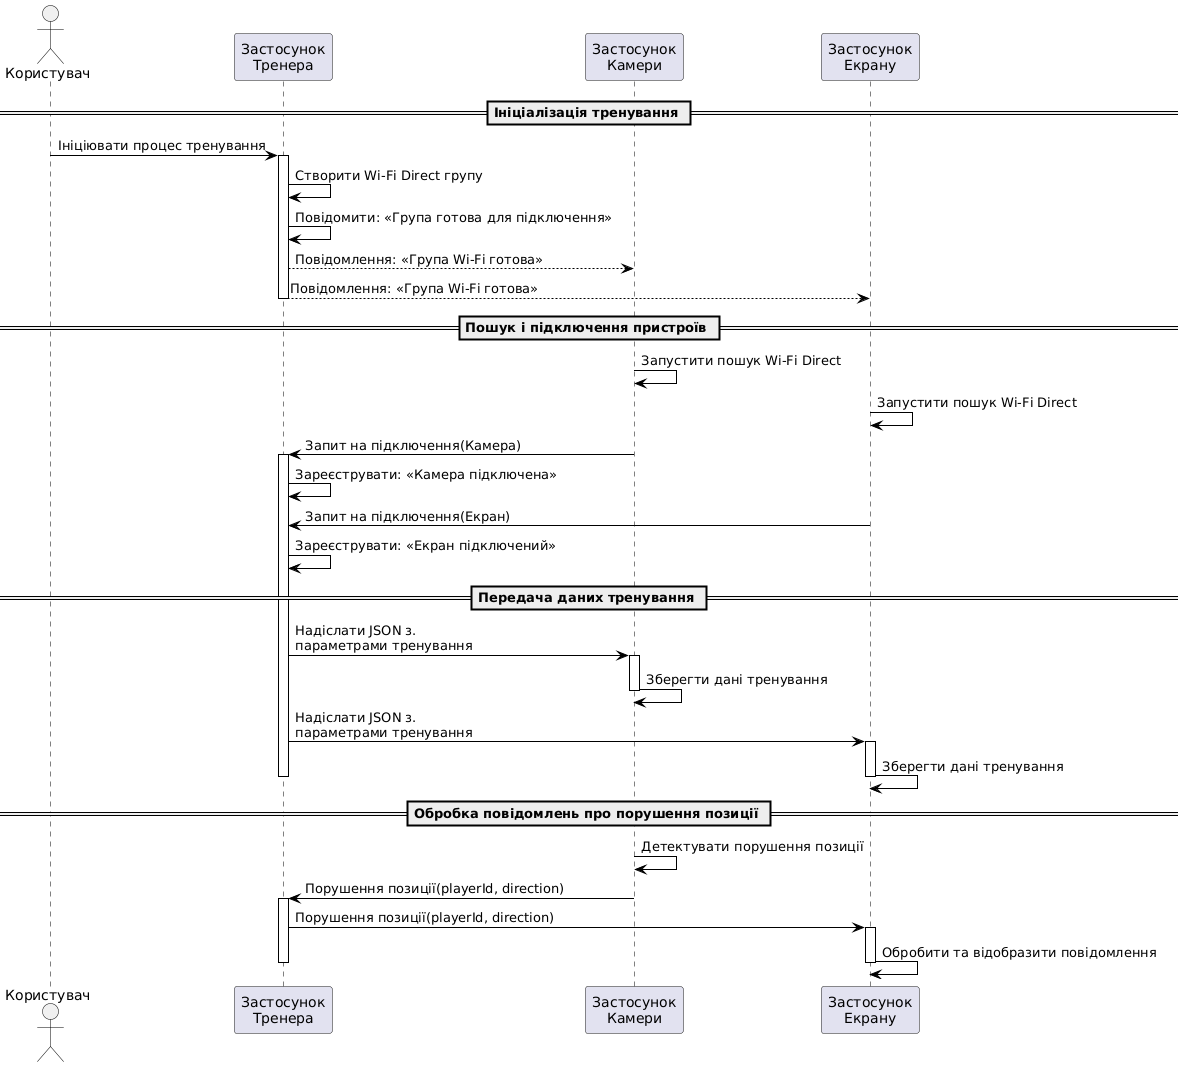 Користувач
Застосунок
Тренера
Застосунок
Камери
Застосунок
Екрану
Ініціалізація тренування
Ініціювати процес тренування
Створити Wi-Fi Direct групу
Повідомити: «Група готова для підключення»
Повідомлення: «Група Wi-Fi готова»
Повідомлення: «Група Wi-Fi готова»
Пошук і підключення пристроїв
Запустити пошук Wi-Fi Direct
Запустити пошук Wi-Fi Direct
Запит на підключення(Камера)
Зареєструвати: «Камера підключена»
Запит на підключення(Екран)
Зареєструвати: «Екран підключений»
Передача даних тренування
Надіслати JSON з.
параметрами тренування
Зберегти дані тренування
Надіслати JSON з.
параметрами тренування
Зберегти дані тренування
Обробка повідомлень про порушення позиції
Детектувати порушення позиції
Порушення позиції(playerId, direction)
Порушення позиції(playerId, direction)
Обробити та відобразити повідомлення
Користувач
Застосунок
Тренера
Застосунок
Камери
Застосунок
Екрану